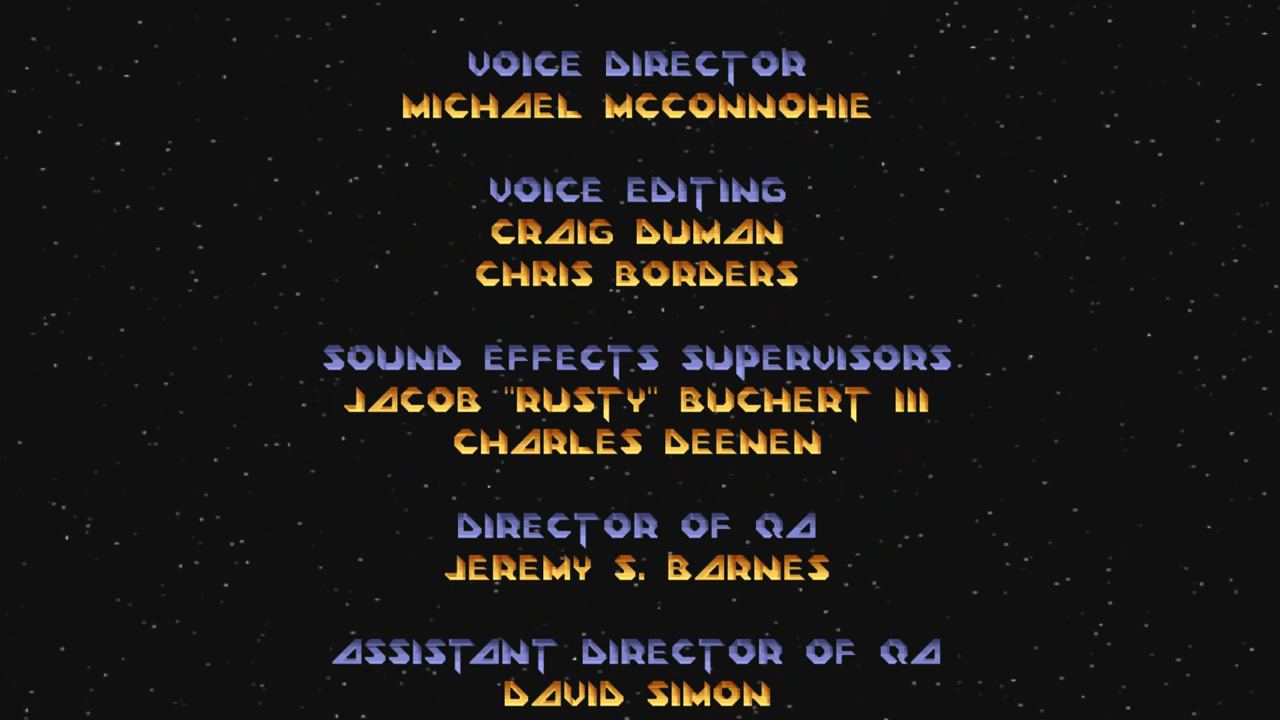 VOICE DIRECTOR
MICHAEL MCCONNOHIE
VOICE EDITING
CRAIG DUMAN
CHRIS BORDERS
SOUND EFFECTS SUPERVISORS
JACOB "RUSTY" BUCHERT III
CHARLES DEENEN
DIRECTOR OF QA
JEREMY S. BARNES
ASSISTANT DIRECTOR OF QA
DAVID SIMON